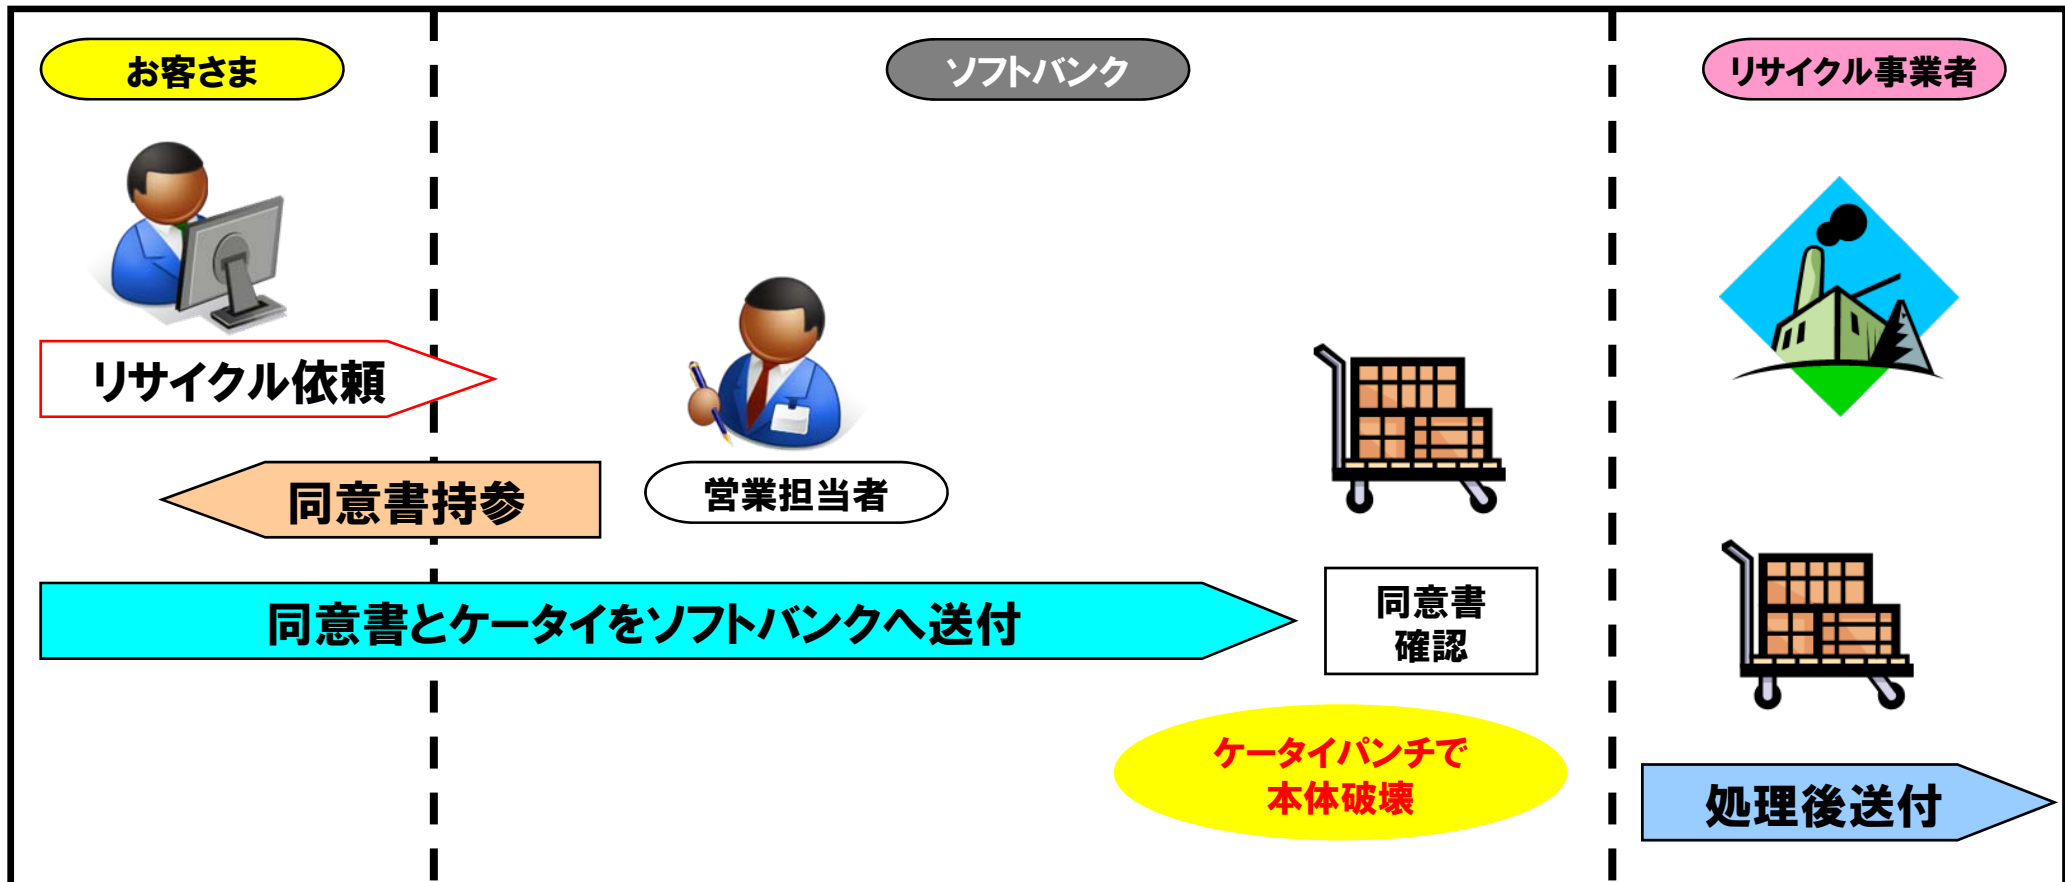 お客さま
ソフトバンク
リサイクル事業者
リサイクル依頼
同意書持参
営業担当者
同意書とケータイをソフトバンクへ送付
同意書
確認
ケータイパンチで
本体破壊
処理後送付